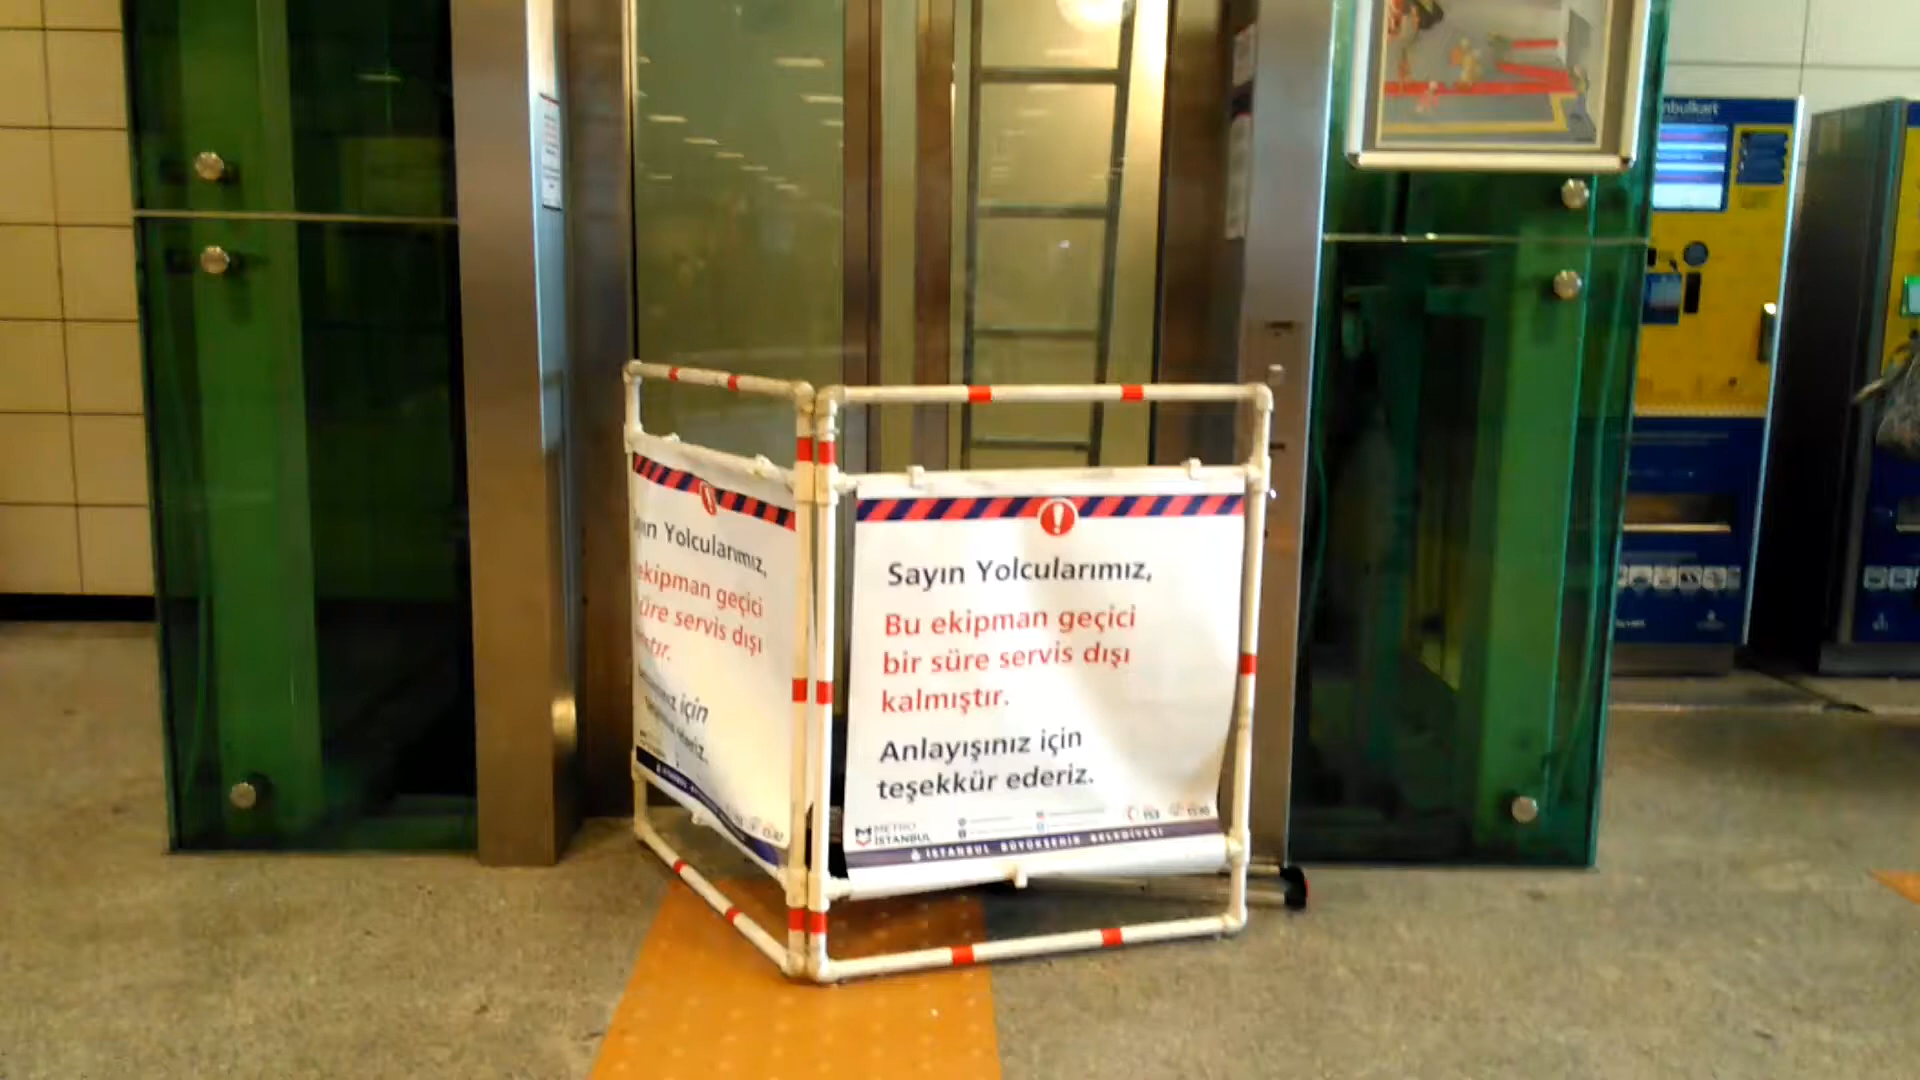 nbulkart
Yolcularımız,
ekipman geçici
süre servis dışı
için
Sayın Yolcularımız,
Bu ekipman geçici
bir süre servis dışı
kalmıştır.
Anlayışınız için
teşekkür ederiz.
METRO
İSTANBUL
153
İSTANBUL BÜYÜKŞEHİR BELEDİYESİ